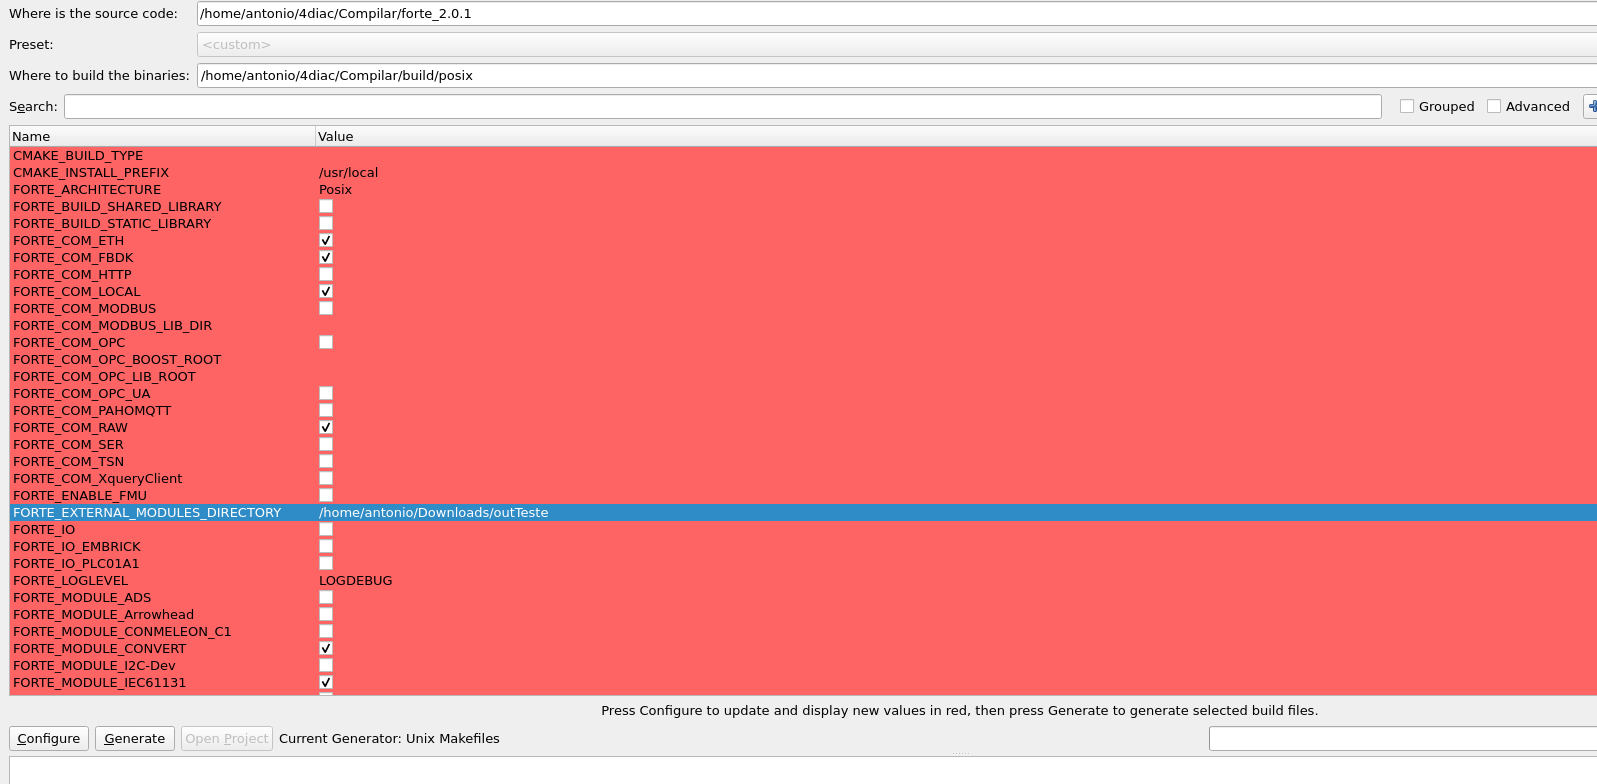 Where is the source code: /home/antonio/4diac/Compilar/forte_2.0.1
Preset: <custom>
Where to build the binaries: /home/antonio/4diac/Compilar/build/posix
Search: Grouped Advanced
Name Value
CMAKE_BUILD_TYPE
CMAKE_INSTALL_PREFIX /usr/local
FORTE_ARCHITECTURE Posix
FORTE_BUILD_SHARED_LIBRARY
FORTE_BUILD_STATIC_LIBRARY
FORTE_COM_ETH
FORTE_COM_FBDK
FORTE_COM_HTTP
FORTE_COM_LOCAL
FORTE_COM_MODBUS
FORTE_COM_MODBUS_LIB_DIR
FORTE_COM_OPC
FORTE_COM_OPC_BOOST_ROOT
FORTE_COM_OPC_LIB_ROOT
FORTE_COM_OPC_UA
FORTE_COM_PAHOMQTT
FORTE_COM_RAW
FORTE_COM_SER
FORTE_COM_TSN
FORTE_COM_XqueryClient
FORTE_ENABLE_FMU
FORTE_EXTERNAL_MODULES_DIRECTORY /home/antonio/Downloads/outTeste
FORTE_IO
FORTE_IO_EMBRICK
FORTE_IO_PLC01A1
FORTE_LOGLEVEL LOGDEBUG
FORTE_MODULE_ADS
FORTE_MODULE_Arrowhead
FORTE_MODULE_CONMELEON_C1
FORTE_MODULE_CONVERT
FORTE_MODULE_I2C-Dev
FORTE_MODULE_IEC61131
Press Configure to update and display new values in red, then press Generate to generate selected build files.
Configure Generate Open Project Current Generator: Unix Makefiles